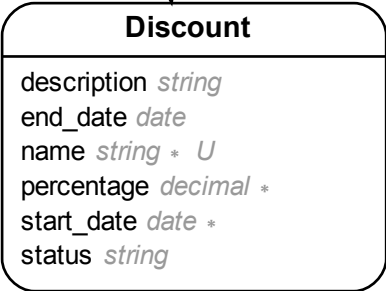 Discount
description string
end_date date
name string * U
percentage decimal *
start_date date *
status string